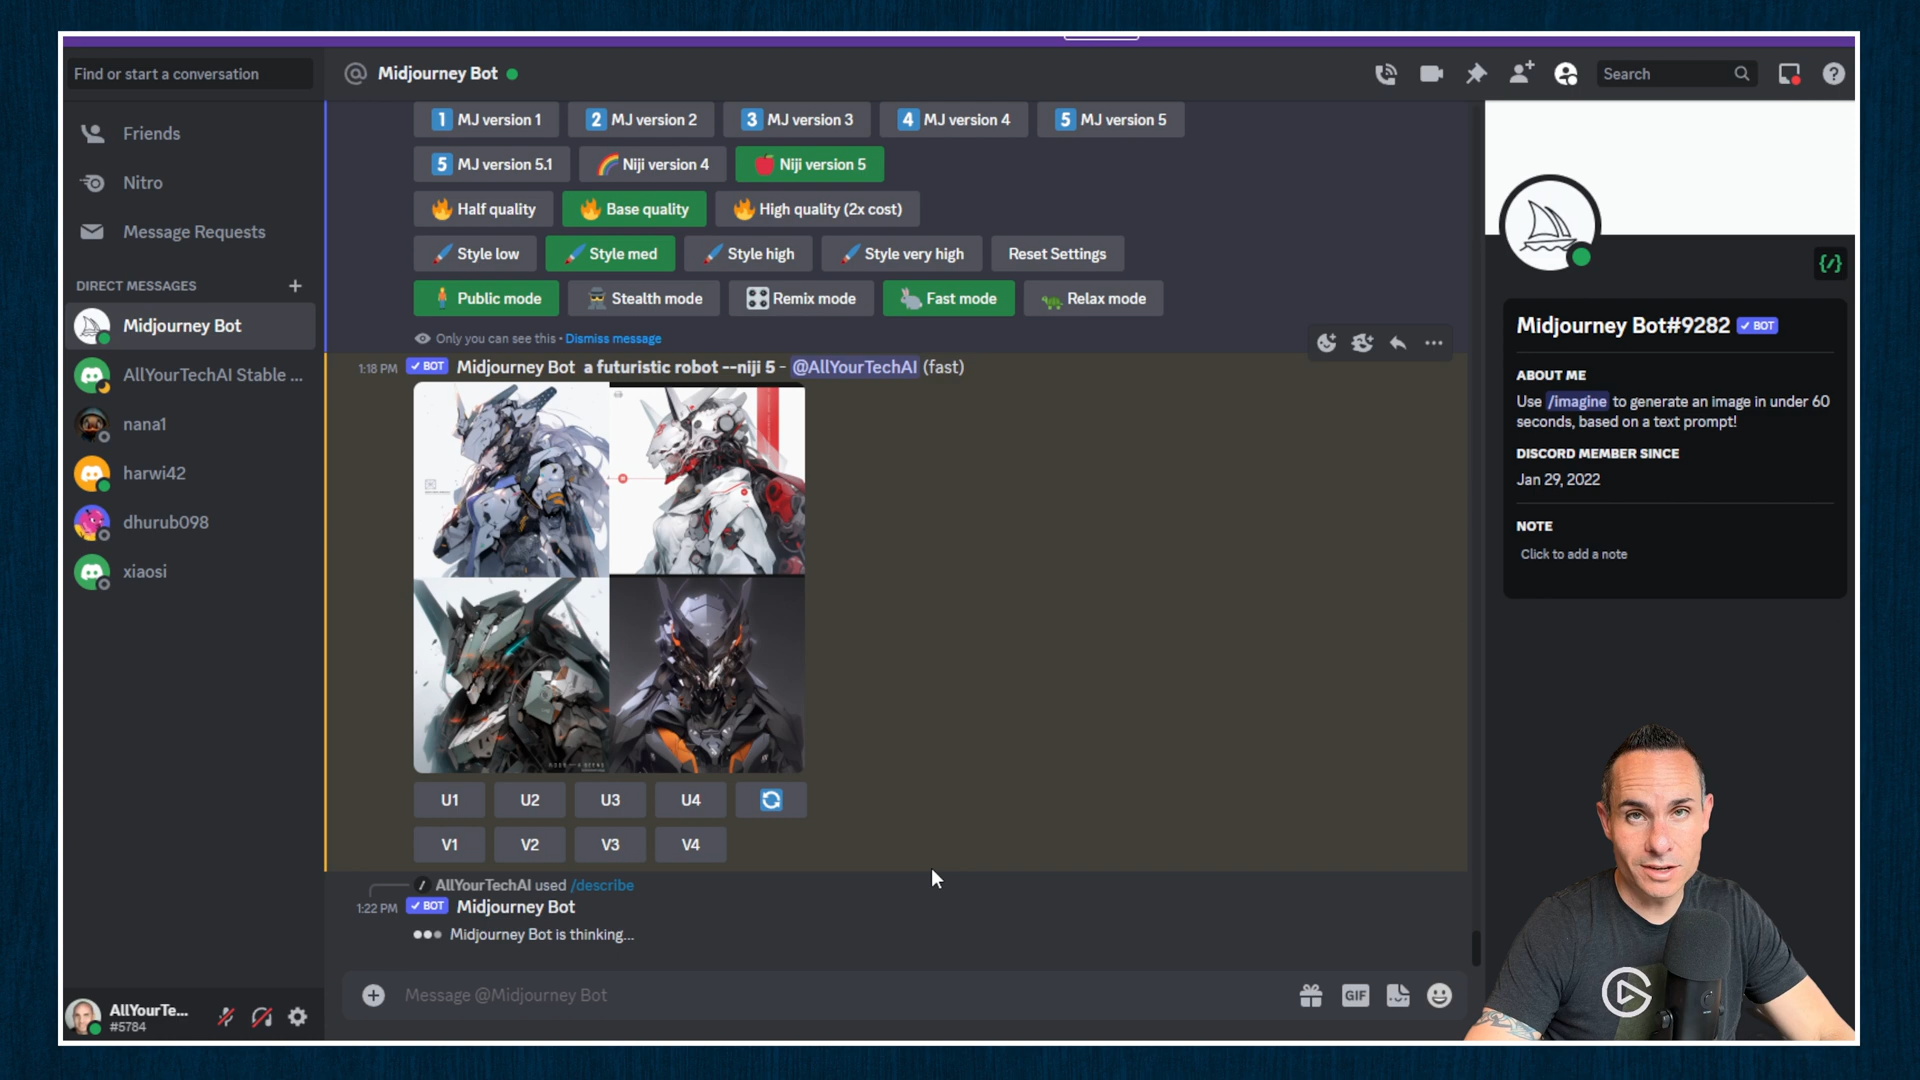 Find or start a conversation
Midjourney Bot
Search
Friends
Nitro
Message Requests
DIRECT MESSAGES
Midjourney Bot
AllYourTechAI Stable ...
nana1
harwi42
dhurub098
xiaosi
AllYourTe...
#5784
1 MJ version 1
2 MJ version 2
3 MJ version 3
4 MJ version 4
5 MJ version 5
5 MJ version 5.1
Niji version 4
Niji version 5
Half quality
Base quality
High quality (2x cost)
Style low
Style med
Style high
Style very high
Reset Settings
Public mode
Stealth mode
Remix mode
Fast mode
Relax mode
Only you can see this • Dismiss message
1:18 PM ✓ BOT Midjourney Bot a futuristic robot --niji 5 - @AllYourTechAI (fast)
U1
U2
U3
U4
V1
V2
V3
V4
AllYourTechAI used /describe
1:22 PM ✓ BOT Midjourney Bot
Midjourney Bot is thinking...
Message @Midjourney Bot
GIF
Midjourney Bot#9282 ✓ BOT
ABOUT ME
Use /imagine to generate an image in under 60
seconds, based on a text prompt!
DISCORD MEMBER SINCE
Jan 29, 2022
NOTE
Click to add a note